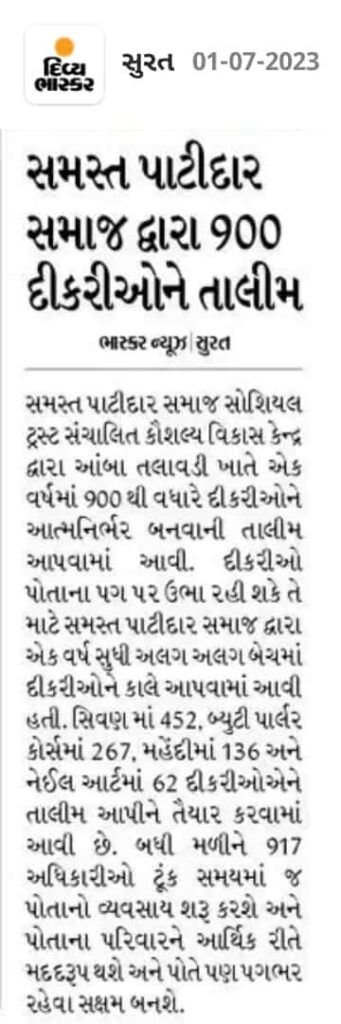 દિવ્ય
ભાસ્કર
સુરત 01-07-2023
સમસ્ત પાટીદાર
સમાજ દ્વારા 900
દીકરીઓને તાલીમ
ભાસ્કર ન્યૂઝ|સુરત
સમસ્ત પાટીદાર સમાજ સોશિયલ
ટ્રસ્ટ સંચાલિત કૌશલ્ય વિકાસ કેન્દ્ર
દ્વારા આંબા તલાવડી ખાતે એક
વર્ષમાં 900 થી વધારે દીકરીઓને
આત્મનિર્ભર બનવાની તાલીમ
આપવામાં આવી. દીકરીઓ
પોતાના પગ પર ઉભા રહી શકે તે
માટે સમસ્ત પાટીદાર સમાજ દ્વારા
એક વર્ષ સુધી અલગ અલગ બેચમાં
દીકરીઓને કાલે આપવામાં આવી
હતી. સિવણ માં 452, બ્યુટી પાર્લર
કોર્સમાં 267, મહેંદીમાં 136 અને
નેઈલ આર્ટમાં 62 દીકરીઓએને
તાલીમ આપીને તૈયાર કરવામાં
આવી છે. બધી મળીને 917
અધિકારીઓ ટૂંક સમયમાં જ
પોતાનો વ્યવસાય શરૂ કરશે અને
પોતાના પરિવારને આર્થિક રીતે
મદદરૂપ થશે અને પોતે પણ પગભર
રહેવા સક્ષમ બનશે.